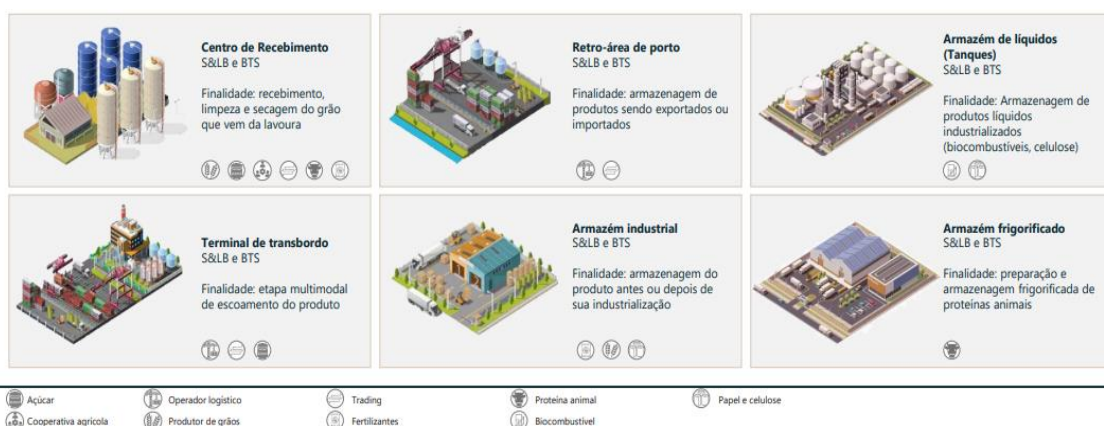 Centro de Recebimento
S&LB e BTS
Finalidade: recebimento,
limpeza e secagem do grão
que vem da lavoura
Retro-área de porto
S&LB e BTS
Finalidade: armazenagem de
produtos sendo exportados ou
importados
Armazém de líquidos
(Tanques)
S&LB e BTS
Finalidade: Armazenagem de
produtos líquidos
industrializados
(biocombustíveis, celulose)
Terminal de transbordo
S&LB e BTS
Finalidade: etapa multimodal
de escoamento do produto
Armazém industrial
S&LB e BTS
Finalidade: armazenagem do
produto antes ou depois de
sua industrialização
Armazém frigorificado
S&LB e BTS
Finalidade: preparação e
armazenagem frigorificada de
proteínas animais
Açúcar
Operador logístico
Trading
Proteína animal
Papel e celulose
Cooperativa agrícola
Produtor de grãos
Fertilizantes
Biocombustível